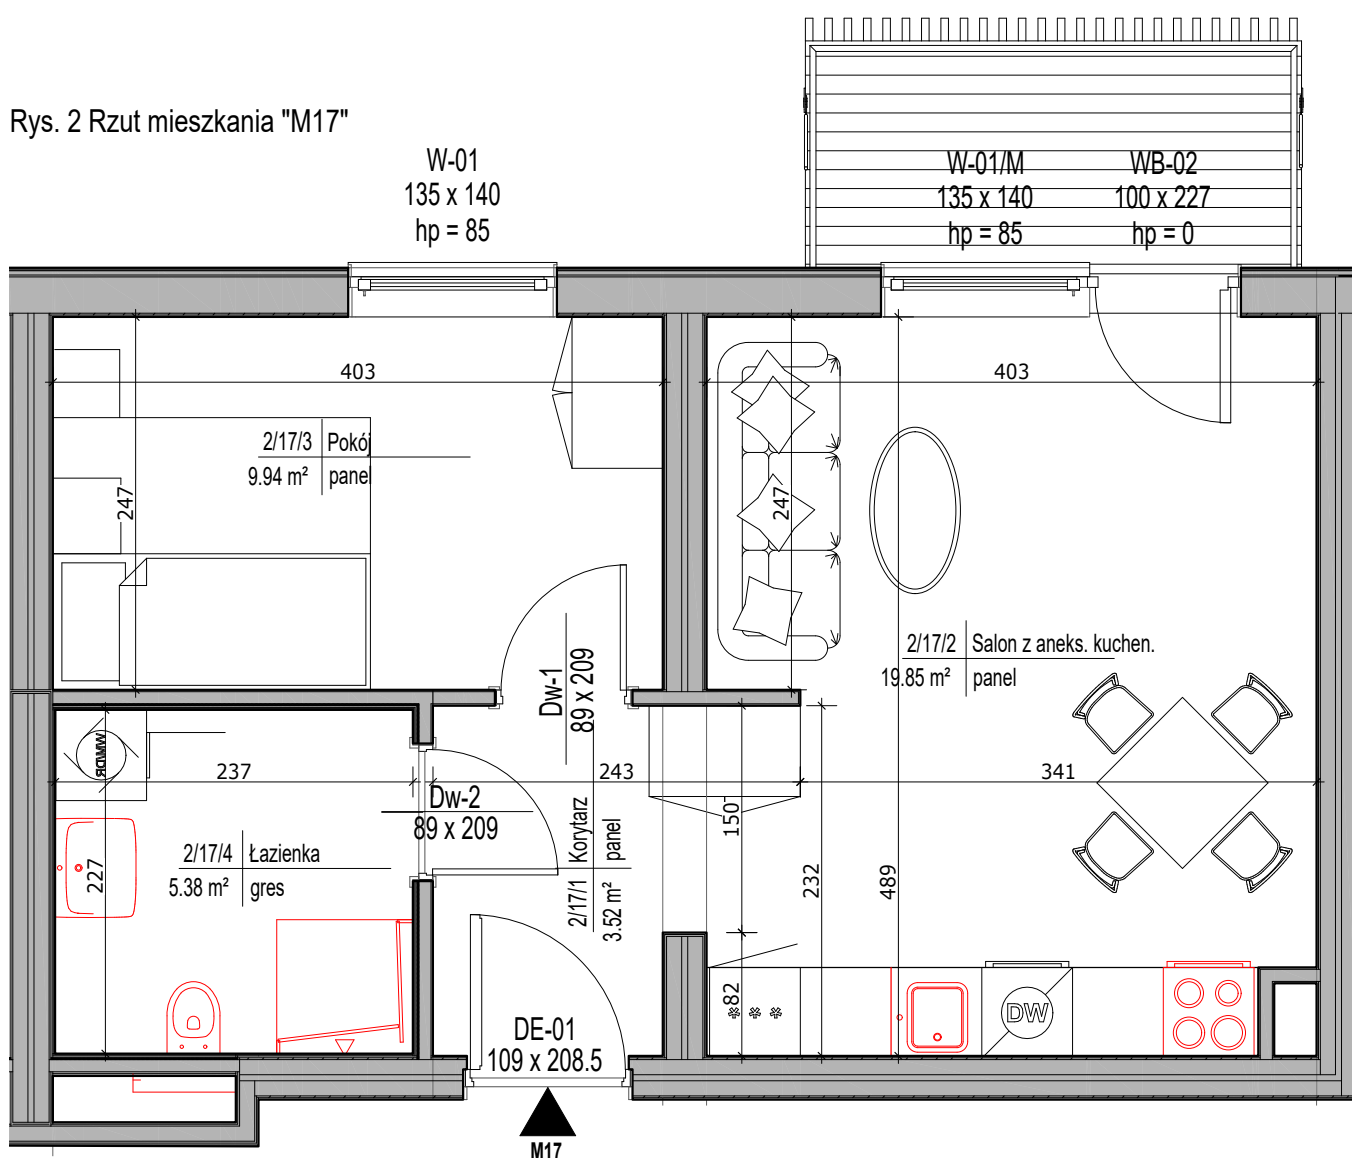 Rys. 2 Rzut mieszkania "M17"
W-01
135 x 140
hp = 85
W-01/M
135 x 140
hp = 85
WB-02
100 x 227
hp = 0
403
403
2/17/3 Pokój
9.94 m² panel
247
247
2/17/2 Salon z aneks. kuchen.
19.85 m² panel
Dw-1
89 x 209
WMDR
237
243
341
Dw-2
89 x 209
150
2/17/4 Łazienka
5.38 m² gres
227
2/17/1 Korytarz
3.52 m² panel
232
489
82
***
DW
DE-01
109 x 208.5
M17